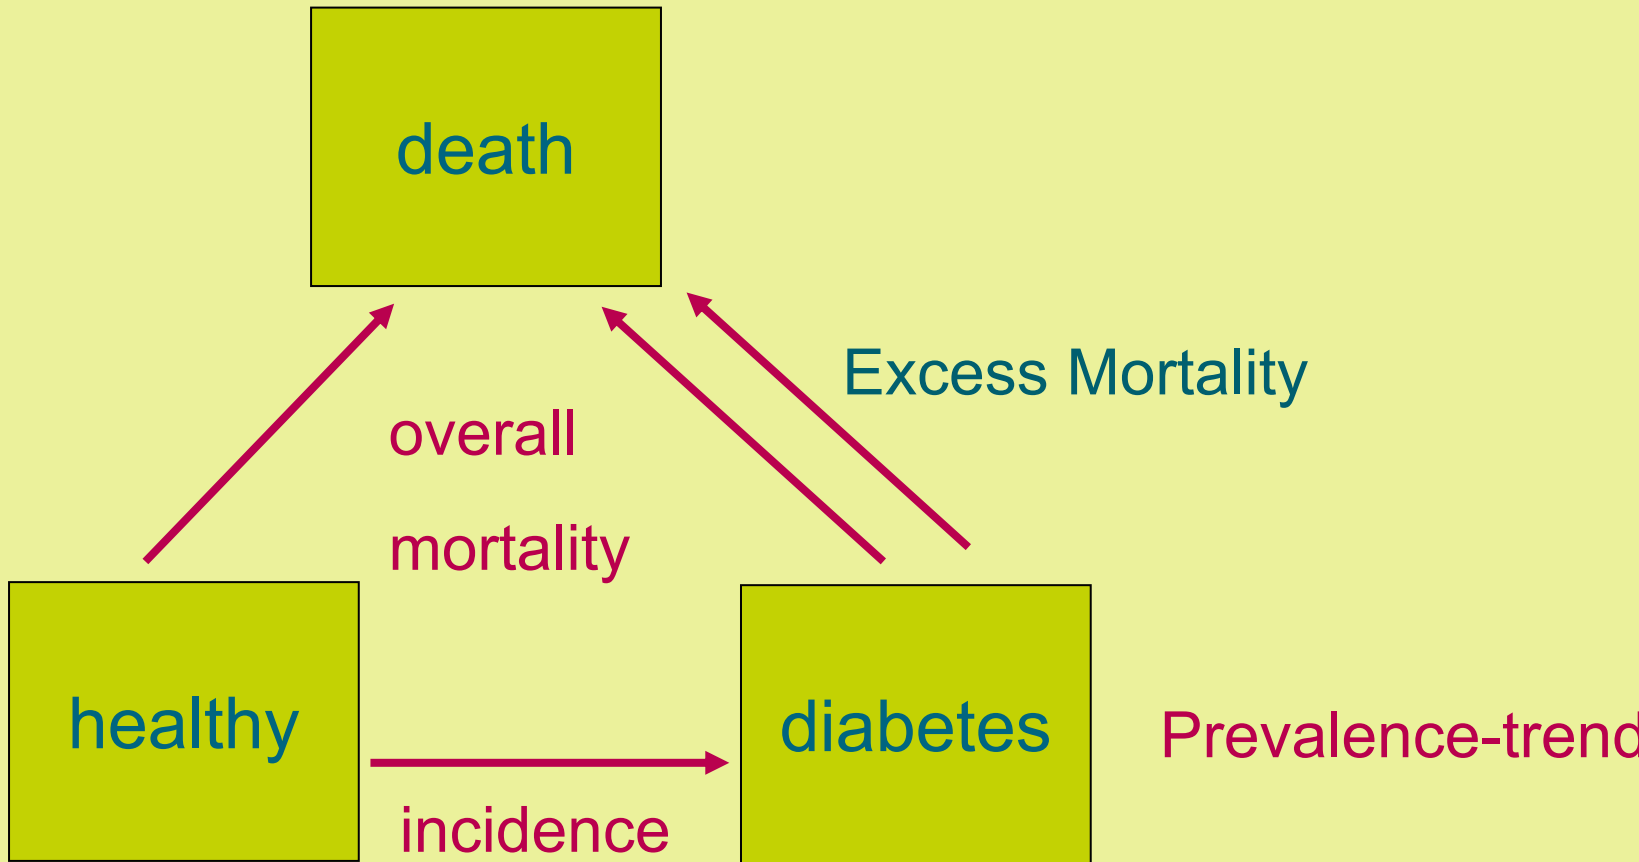 death
Excess Mortality
overall
mortality
healthy
diabetes
Prevalence-trend
incidence